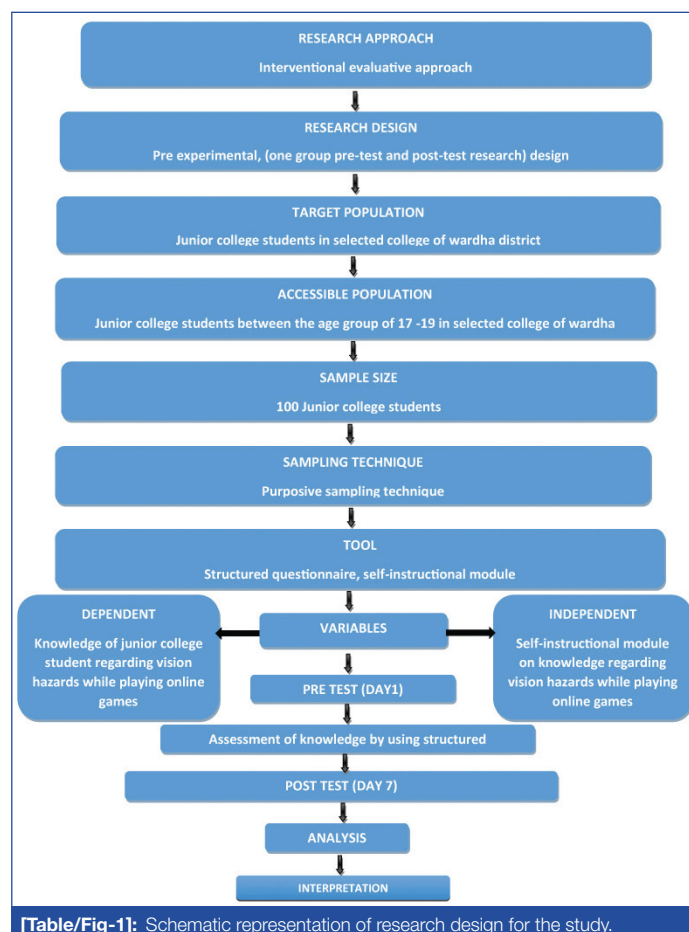 RESEARCH APPROACH
Interventional evaluative approach
RESEARCH DESIGN
Pre experimental, (one group pre-test and post-test research) design
TARGET POPULATION
Junior college students in selected college of wardha district
ACCESSIBLE POPULATION
Junior college students between the age group of 17 -19 in selected college of wardha
SAMPLE SIZE
100 Junior college students
SAMPLING TECHNIQUE
Purposive sampling technique
TOOL
Structured questionnaire, self-instructional module
DEPENDENT
Knowledge of junior college
student regarding vision
hazards while playing online
games
VARIABLES
INDEPENDENT
Self-instructional module
on knowledge regarding
vision hazards while playing
online games
PRE TEST (DAY1)
Assessment of knowledge by using structured
POST TEST (DAY 7)
ANALYSIS
INTERPRETATION
[Table/Fig-1]: Schematic representation of research design for the study.